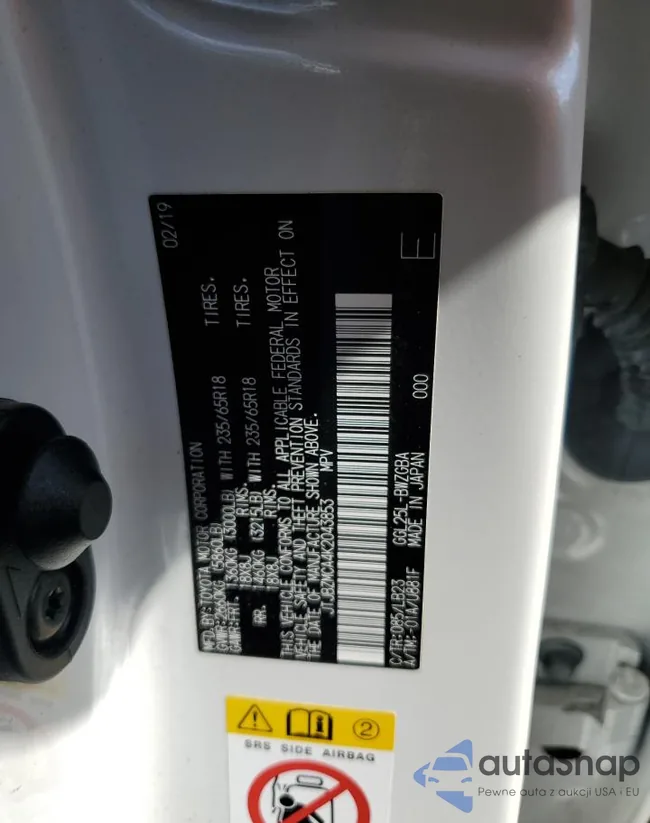 MFD.BY:TOYOTA MOTOR CORPORATION 02/19
GVWR:2660KG (5860LB)
GAWR:FRT. 1360KG (3000LB) WITH 235/65R18 TIRES.
18X8J RIMS.
RR. 1460KG (3215LB) WITH 235/65R18 TIRES.
18X8J RIMS.
THIS VEHICLE CONFORMS TO ALL APPLICABLE FEDERAL MOTOR
VEHICLE SAFETY AND THEFT PREVENTION STANDARDS IN EFFECT ON
THE DATE OF MANUFACTURE SHOWN ABOVE.
MPV
C/TR:085/LB23 GGL25L-BWZGBA
A/TM:-01A/U881F MADE IN JAPAN 000 E
2
SRS SIDE AIRBAG
autosnap
Pewne auta z aukcji USA i EU